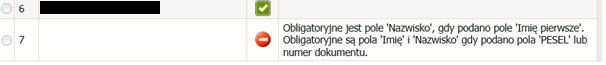 6
Obligatoryjne jest pole 'Nazwisko', gdy podano pole 'Imię pierwsze'.
7
Obligatoryjne są pola 'Imię' i 'Nazwisko' gdy podano pola 'PESEL' lub
numer dokumentu.